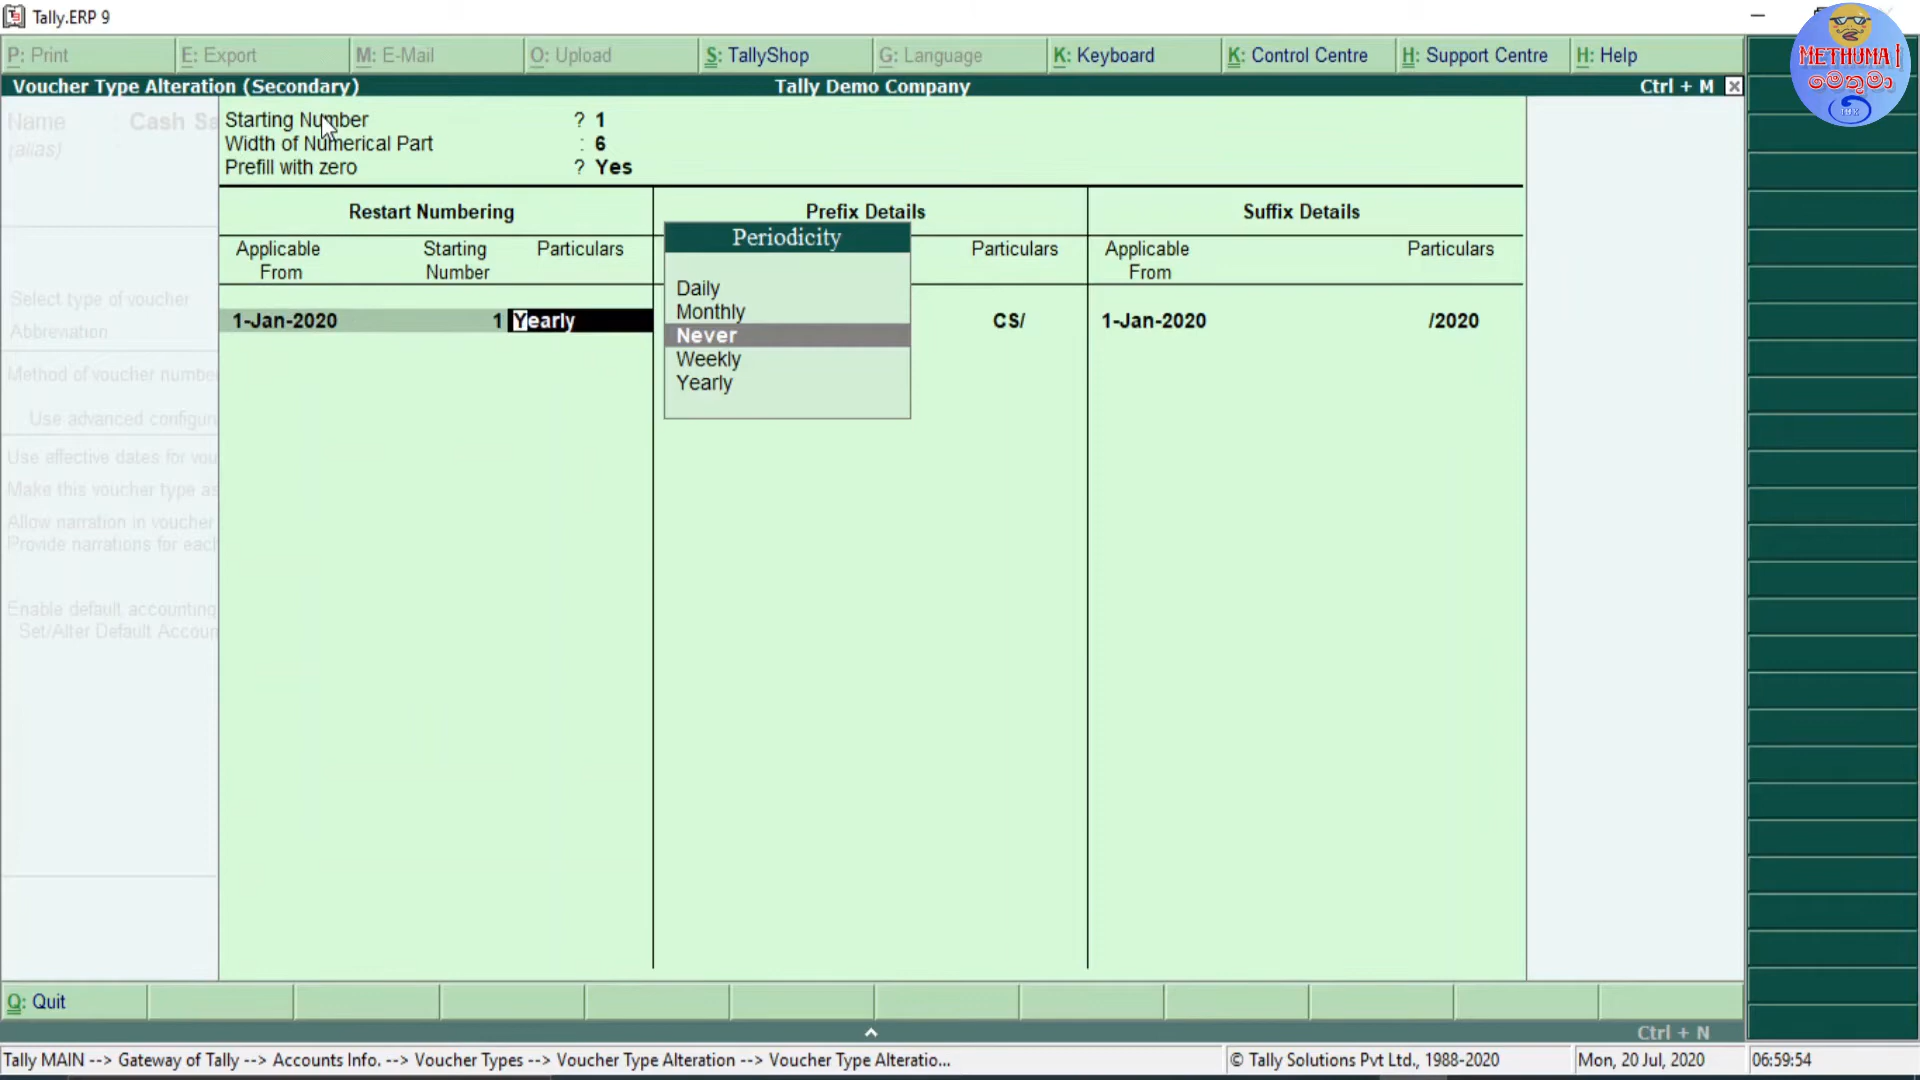 Tally.ERP 9
P: Print E: Export M: E-Mail O: Upload S: TallyShop G: Language K: Keyboard K: Control Centre H: Support Centre H: Help
METHUMA |
මෙතුමා
Voucher Type Alteration (Secondary) Tally Demo Company Ctrl + M
Name : Cash Sa
(alias)
Starting Number ? 1
Width of Numerical Part : 6
Prefill with zero ? Yes
Restart Numbering Prefix Details Suffix Details
Applicable From Starting Number Particulars Particulars Applicable From Particulars
Periodicity
Daily
Monthly
Never
Weekly
Yearly
1-Jan-2020 1 Yearly CS/ 1-Jan-2020 /2020
Select type of voucher
Abbreviation
Method of voucher number
Use advanced configur
Use effective dates for vou
Make this voucher type as
Allow narration in voucher
Provide narrations for each
Enable default accounting
Set/Alter Default Accoun
Q: Quit
Ctrl + N
Tally MAIN --> Gateway of Tally --> Accounts Info. --> Voucher Types --> Voucher Type Alteration --> Voucher Type Alteratio... © Tally Solutions Pvt Ltd., 1988-2020 Mon, 20 Jul, 2020 06:59:54